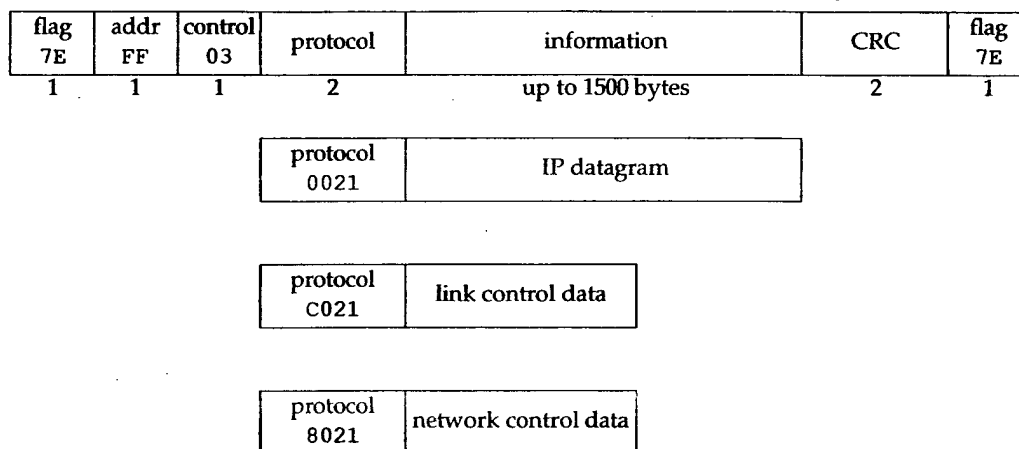 flag addr control protocol information CRC flag
7E FF 03 7E
1 1 1 2 up to 1500 bytes 2 1
protocol IP datagram
0021
protocol link control data
C021
protocol network control data
8021